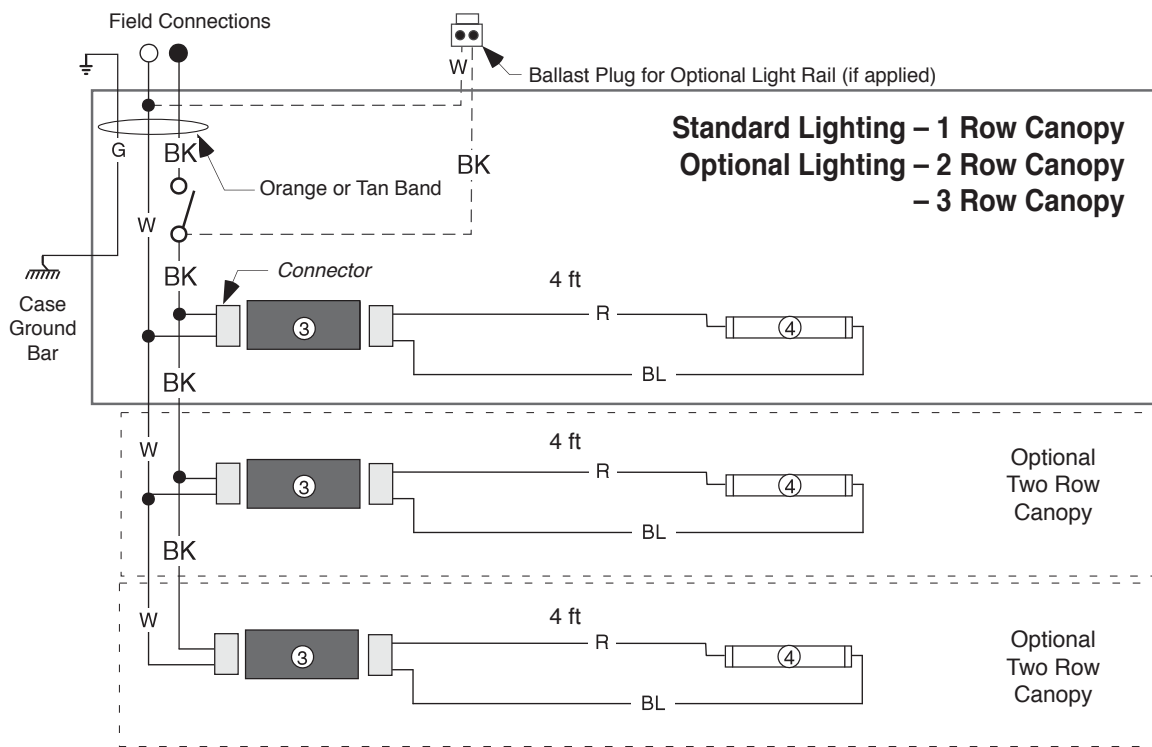 Field Connections
W
Ballast Plug for Optional Light Rail (if applied)
Standard Lighting – 1 Row Canopy
Optional Lighting – 2 Row Canopy
– 3 Row Canopy
G
BK
BK
Orange or Tan Band
W
BK
Connector
4 ft
Case
Ground
Bar
3
R
4
BL
BK
W
4 ft
3
R
4
BL
Optional
Two Row
Canopy
BK
W
4 ft
3
R
4
BL
Optional
Two Row
Canopy